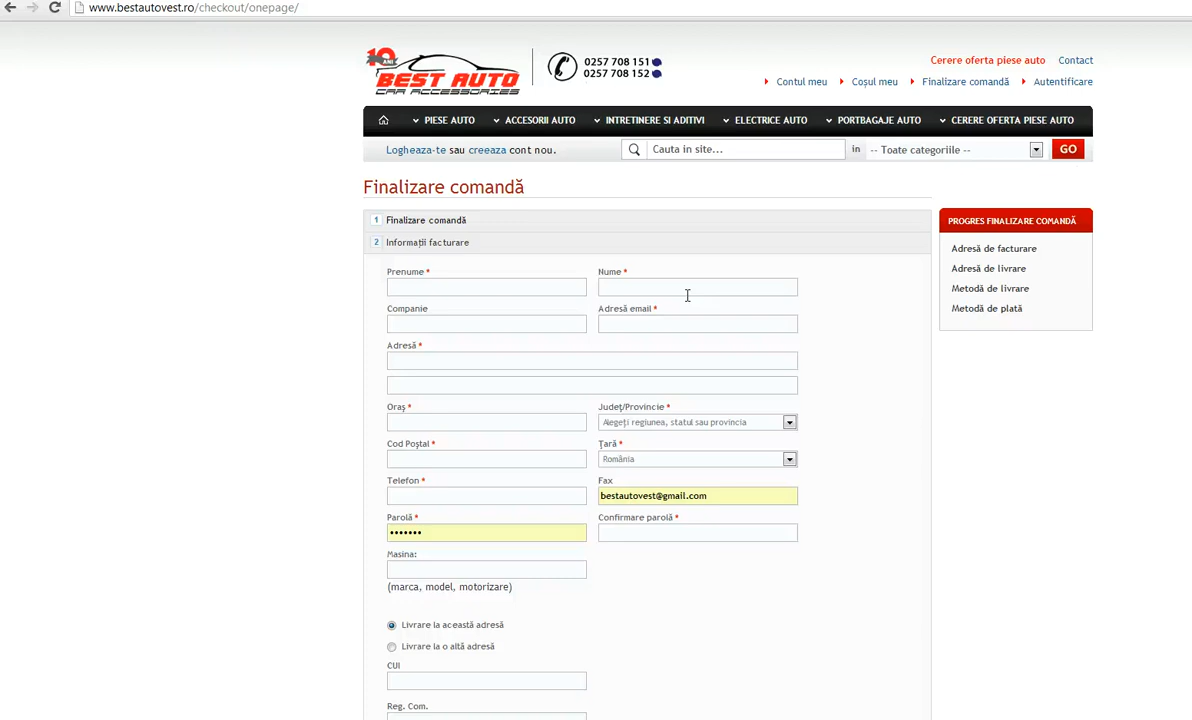 www.bestautovest.ro/checkout/onepage/
10 ANI
BEST AUTO
CAR ACCESSORIES
0257 708 151
0257 708 152
Cerere oferta piese auto
Contact
Contul meu
Coșul meu
Finalizare comandă
Autentificare
PIESE AUTO
ACCESORII AUTO
INTRETINERE SI ADITIVI
ELECTRICE AUTO
PORTBAGAJE AUTO
CERERE OFERTA PIESE AUTO
Logheaza-te sau creeaza cont nou.
Cauta in site...
in
-- Toate categoriile --
GO
Finalizare comandă
1 Finalizare comandă
2 Informații facturare
Prenume *
Nume *
Companie
Adresă email *
Adresă *
Oraș *
Județ/Provincie *
Alegeți regiunea, statul sau provincia
Cod Poștal *
Țară *
România
Telefon *
Fax
bestautovest@gmail.com
Parolă *
Confirmare parolă *
•••••••
Masina:
(marca, model, motorizare)
Livrare la această adresă
Livrare la o altă adresă
CUI
Reg. Com.
PROGRES FINALIZARE COMANDĂ
Adresă de facturare
Adresă de livrare
Metodă de livrare
Metodă de plată